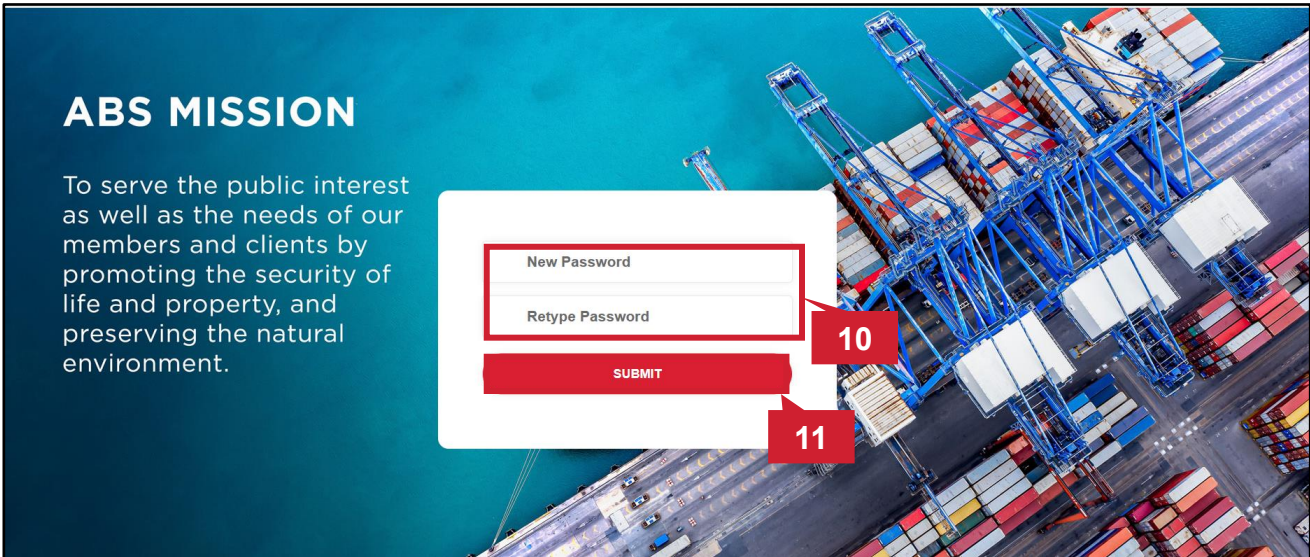 ABS MISSION
To serve the public interest
as well as the needs of our
members and clients by
promoting the security of
life and property, and
preserving the natural
environment.
New Password
Retype Password
10
SUBMIT
11